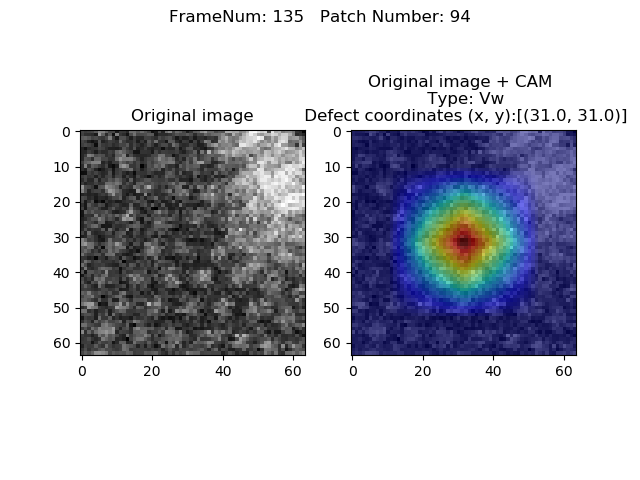 FrameNum: 135   Patch Number: 94
Original image
0
10
20
30
40
50
60
0 20 40 60
Original image + CAM
Type: Vw
Defect coordinates (x, y):[(31.0, 31.0)]
0
10
20
30
40
50
60
0 20 40 60